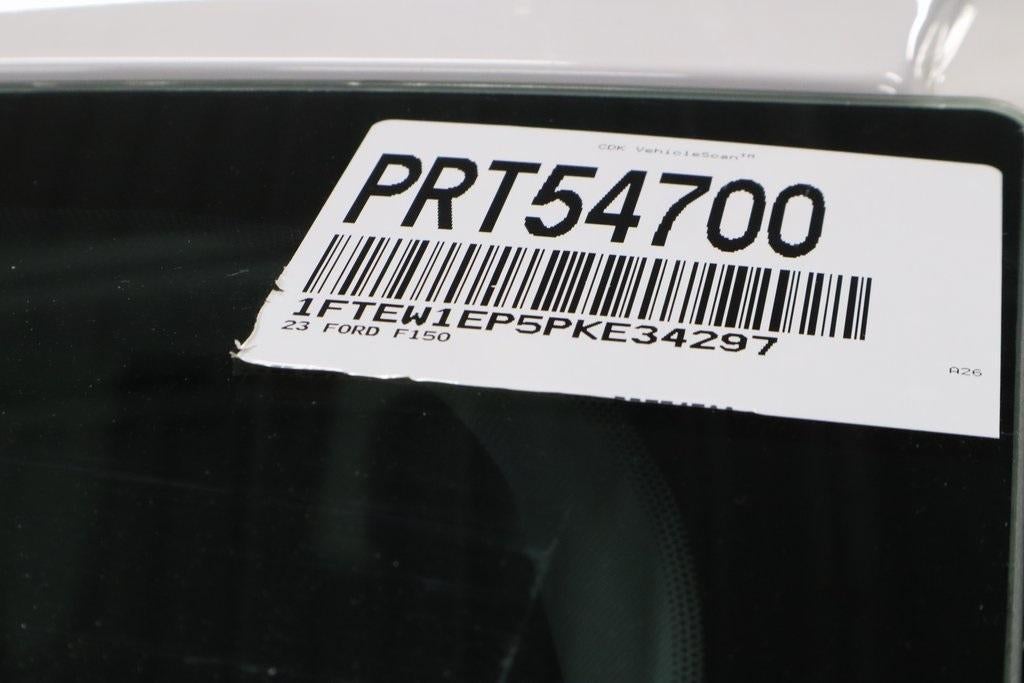 CDK VehicleScan™
PRT54700
1FTEW1EP5PKE34297
23 FORD F150
A26